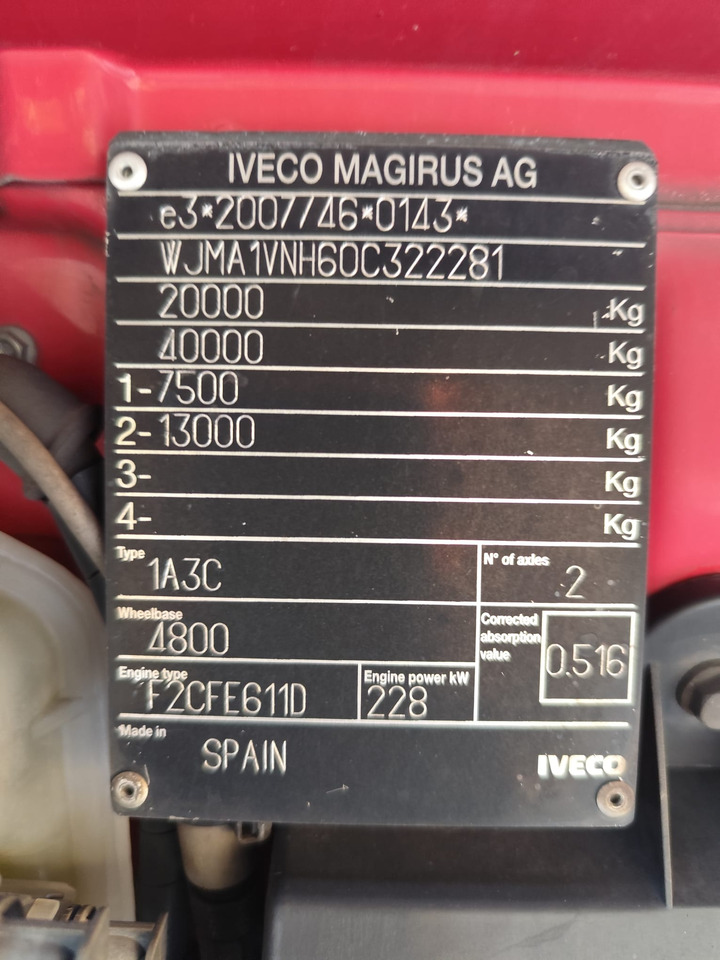 IVECO MAGIRUS AG
e3*2007/46*0143*
WJMA1VNH60C322281
20000 Kg
40000 Kg
1-7500 Kg
2-13000 Kg
3- Kg
4- Kg
Type 1A3C N° of axles 2
Wheelbase 4800
Corrected absorption value 0.516
Engine type F2CFE611D Engine power kW 228
Made in SPAIN IVECO